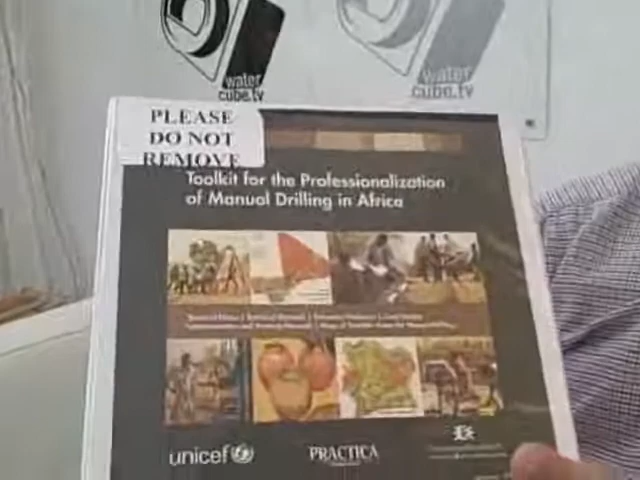 water
cube.tv
water
cube.tv
PLEASE
DO NOT
REMOVE
Toolkit for the Professionalization
of Manual Drilling in Africa
unicef
PRACTICA